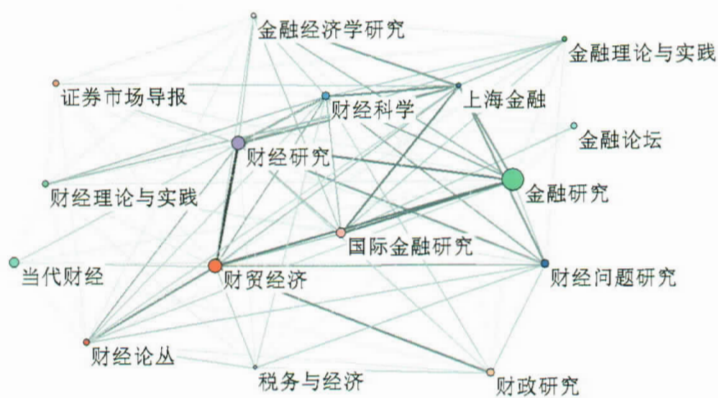 金融经济学研究
金融理论与实践
证券市场导报
财经科学
上海金融
金融论坛
财经研究
财经理论与实践
金融研究
国际金融研究
当代财经
财贸经济
财经问题研究
财经论丛
税务与经济
财政研究